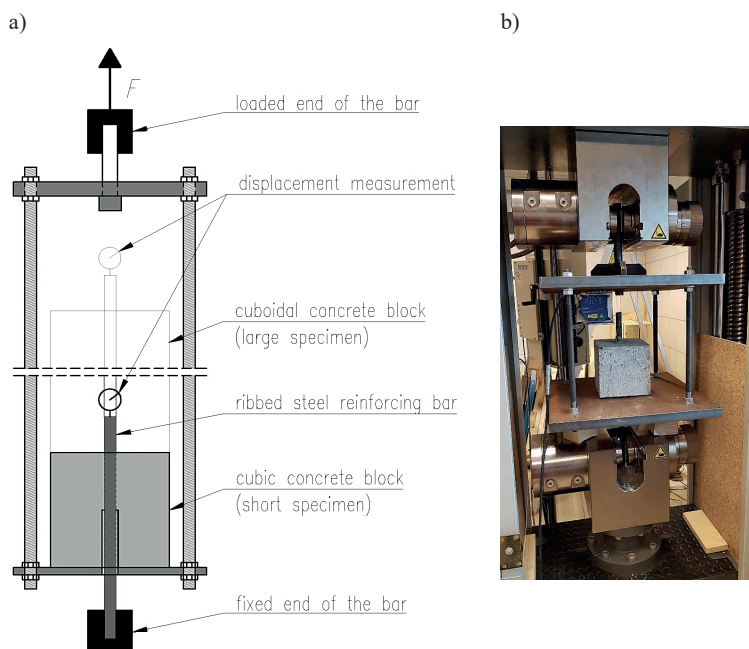 a)
b)
F
loaded end of the bar
displacement measurement
cuboidal concrete block
(large specimen)
ribbed steel reinforcing bar
cubic concrete block
(short specimen)
fixed end of the bar